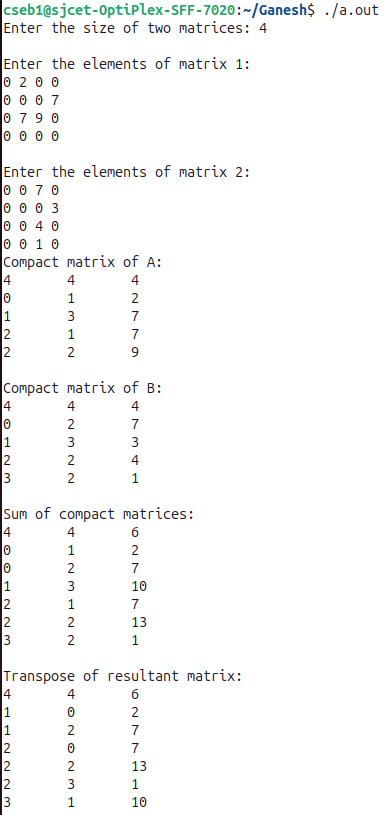 cseb1@sjcet-OptiPlex-SFF-7020:~/Ganesh$ ./a.out
Enter the size of two matrices: 4

Enter the elements of matrix 1:
0 2 0 0
0 0 0 7
0 7 9 0
0 0 0 0

Enter the elements of matrix 2:
0 0 7 0
0 0 0 3
0 0 4 0
0 0 1 0
Compact matrix of A:
4	4	4
0	1	2
1	3	7
2	1	7
2	2	9

Compact matrix of B:
4	4	4
0	2	7
1	3	3
2	2	4
3	2	1

Sum of compact matrices:
4	4	6
0	1	2
0	2	7
1	3	10
2	1	7
2	2	13
3	2	1

Transpose of resultant matrix:
4	4	6
1	0	2
1	2	7
2	0	7
2	2	13
2	3	1
3	1	10